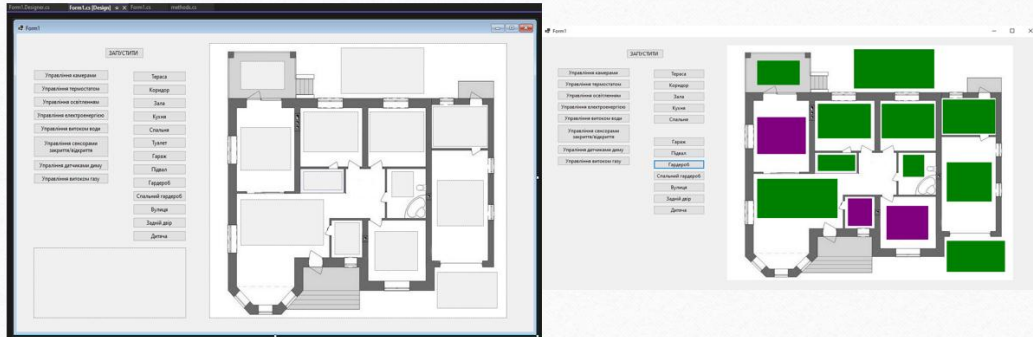 Form1.Designer.cs Form1.cs [Design] Form1.cs methods.cs
Form1
ЗАПУСТИТИ
Управління камерами
Управління термостатом
Управління освітленням
Управління електроенергією
Управління витоком води
Управління сенсорами
закриття/відкриття
Упраління датчиками диму
Управління витоком газу
Тераса
Коридор
Зала
Кухня
Спальне
Туалет
Гараж
Підвал
Гардероб
Спальний гардероб
Вулиця
Задній двір
Дитяча
Form1
ЗАПУСТИТИ
Управління камерами
Управління термостатом
Управління освітленням
Управління електроенергією
Управління витоком води
Управління сенсорами
закриття/відкриття
Упраління датчиками диму
Управління витоком газу
Тераса
Коридор
Зала
Кухня
Спальне
Гараж
Підвал
Гардероб
Спальний гардероб
Вулиця
Задній двір
Дитяча